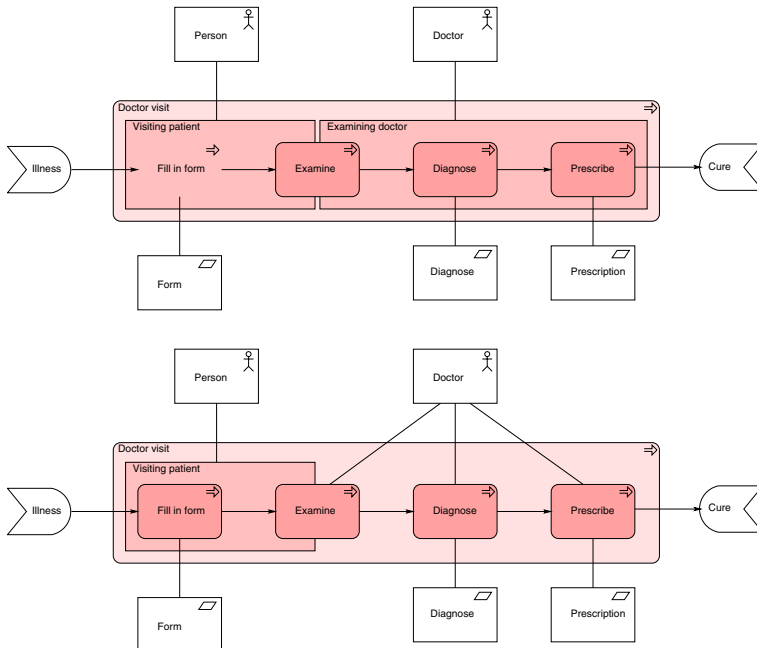 Person
Doctor
Doctor visit
Visiting patient
Examining doctor
Illness
Fill in form
Examine
Diagnose
Prescribe
Cure
Form
Diagnose
Prescription
Person
Doctor
Doctor visit
Visiting patient
Illness
Fill in form
Examine
Diagnose
Prescribe
Cure
Form
Diagnose
Prescription